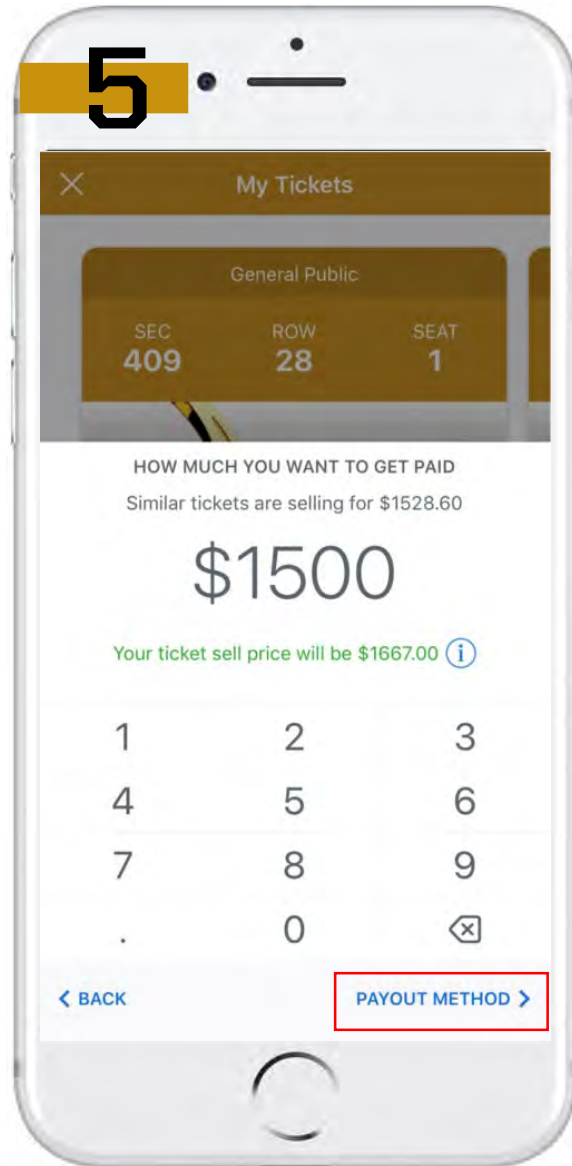 5
My Tickets
General Public
SEC ROW SEAT
409 28 1
HOW MUCH YOU WANT TO GET PAID
Similar tickets are selling for $1528.60
$1500
Your ticket sell price will be $1667.00 i
1 2 3
4 5 6
7 8 9
. 0
BACK PAYOUT METHOD